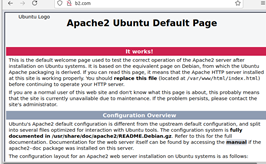 b2.com
Ubuntu Logo
Apache2 Ubuntu Default Page
It works!
This is the default welcome page used to test the correct operation of the Apache2 server after
installation on Ubuntu systems. It is based on the equivalent page on Debian, from which the Ubuntu
Apache packaging is derived. If you can read this page, it means that the Apache HTTP server installed
at this site is working properly. You should replace this file (located at /var/www/html/index.html)
before continuing to operate your HTTP server.
If you are a normal user of this web site and don't know what this page is about, this probably means
that the site is currently unavailable due to maintenance. If the problem persists, please contact the
site's administrator.
Configuration Overview
Ubuntu's Apache2 default configuration is different from the upstream default configuration, and split
into several files optimized for interaction with Ubuntu tools. The configuration system is fully
documented in /usr/share/doc/apache2/README.Debian.gz. Refer to this for the full
documentation. Documentation for the web server itself can be found by accessing the manual if the
apache2-doc package was installed on this server.
The configuration layout for an Apache2 web server installation on Ubuntu systems is as follows: